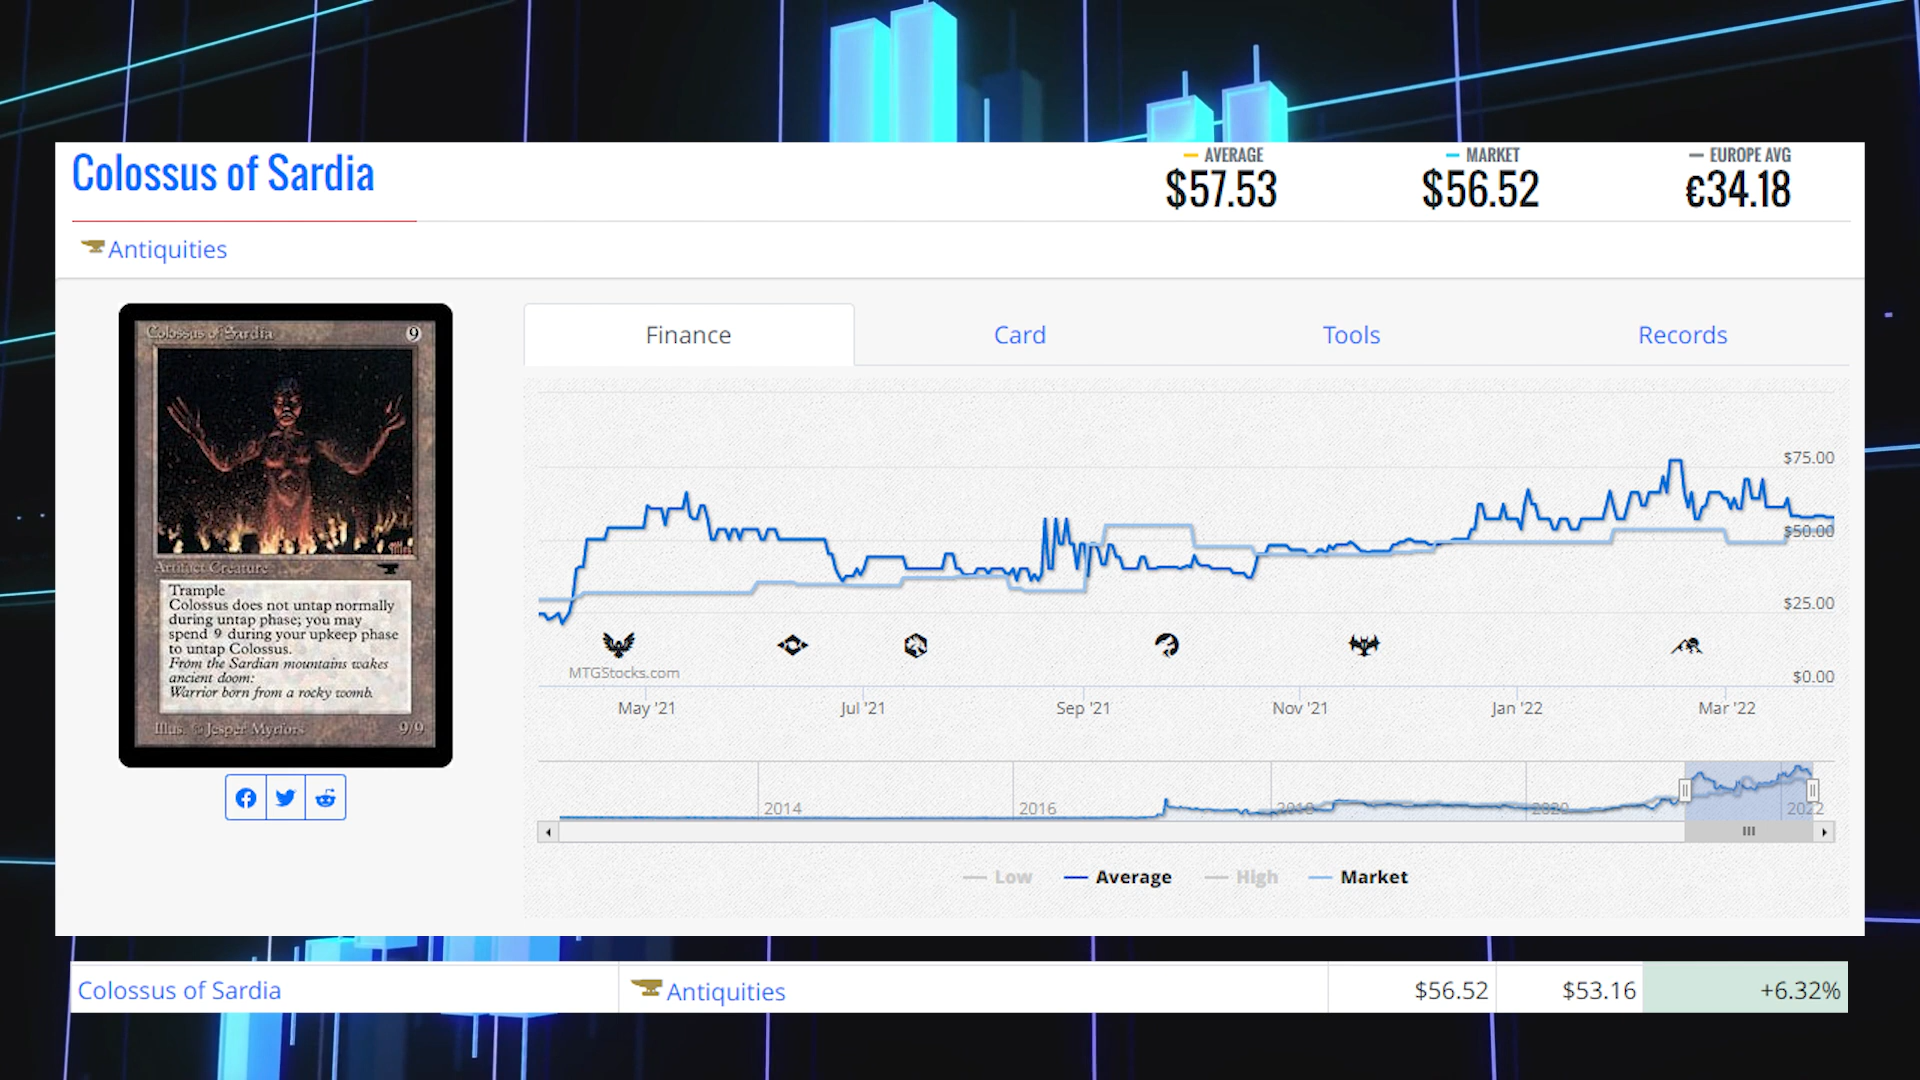 Colossus of Sardia
AVERAGE
$57.53
MARKET
$56.52
EUROPE AVG
€34.18
Antiquities
Colossus of Sardia 9
Artifact Creature
Trample
Colossus does not untap normally
during untap phase; you may
spend 9 during your upkeep phase
to untap Colossus.
From the Sardian mountains wakes
ancient doom:
Warrior born from a rocky womb.
Illus. © Jesper Myrfors 9/9
Finance Card Tools Records
$75.00
$50.00
$25.00
$0.00
MTGStocks.com
May '21 Jul '21 Sep '21 Nov '21 Jan '22 Mar '22
2014 2016 2018 2020 2022
Low Average High Market
Colossus of Sardia Antiquities $56.52 $53.16 +6.32%